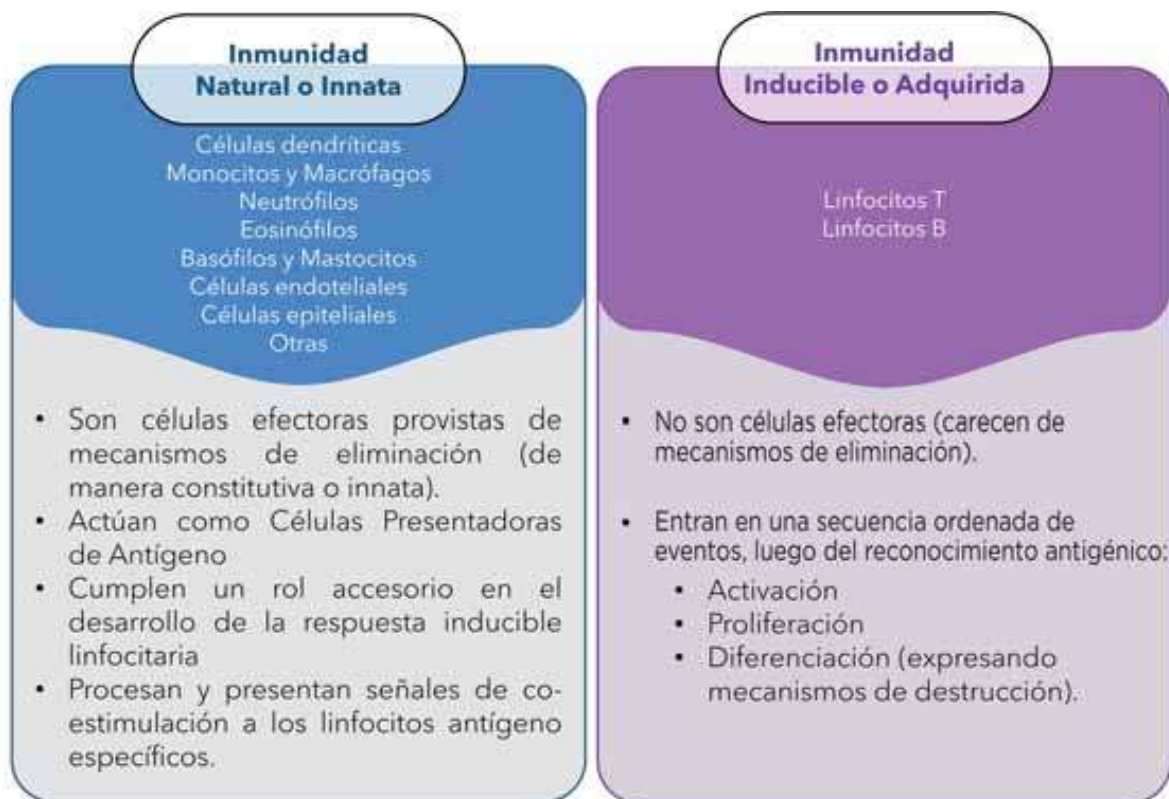 Inmunidad
Natural o Innata
Células dendríticas
Monocitos y Macrófagos
Neutrófilos
Eosinófilos
Basófilos y Mastocitos
Células endoteliales
Células epiteliales
Otras
• Son células efectoras provistas de
mecanismos de eliminación (de
manera constitutiva o innata).
• Actúan como Células Presentadoras
de Antígeno
• Cumplen un rol accesorio en el
desarrollo de la respuesta inducible
linfocitaria
• Procesan y presentan señales de co-
estimulación a los linfocitos antígeno
específicos.
Inmunidad
Inducible o Adquirida
Linfocitos T
Linfocitos B
• No son células efectoras (carecen de
mecanismos de eliminación).
• Entran en una secuencia ordenada de
eventos, luego del reconocimiento antigénico:
• Activación
• Proliferación
• Diferenciación (expresando
mecanismos de destrucción).